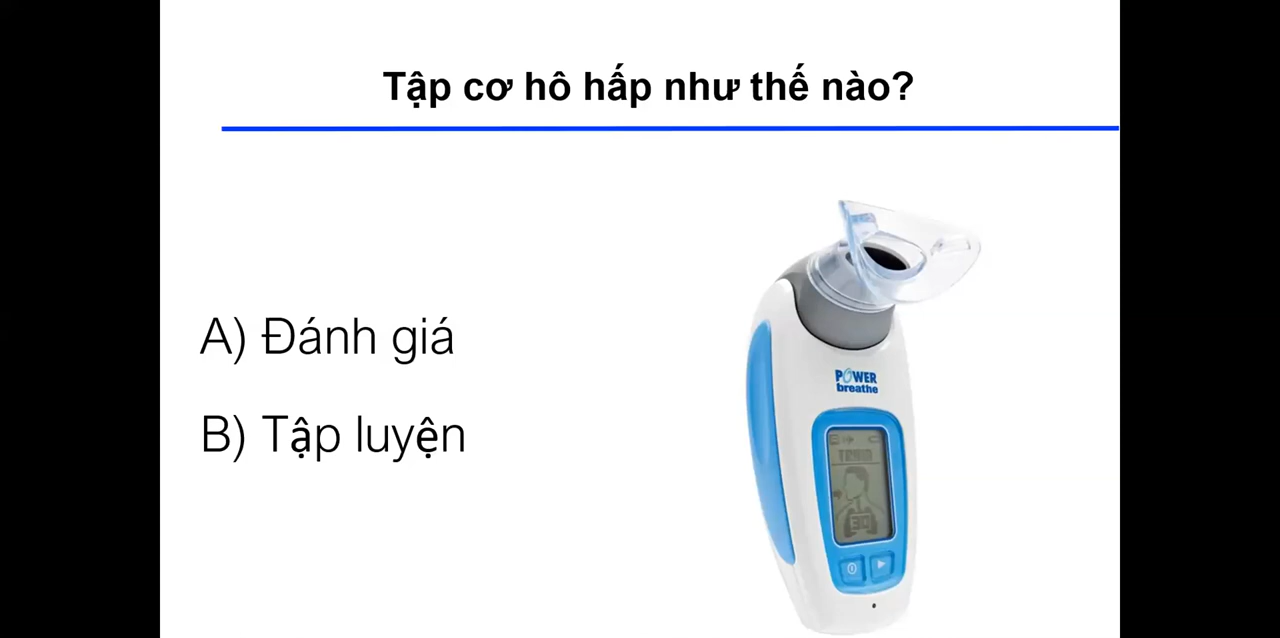 Tập cơ hô hấp như thế nào?
A) Đánh giá
B) Tập luyện
POWER
breathe